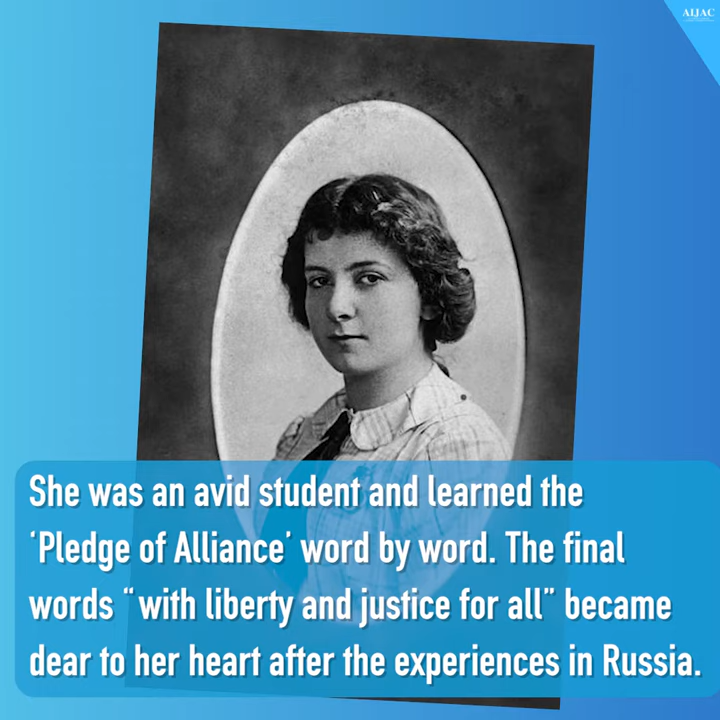 AIJAC
She was an avid student and learned the
'Pledge of Alliance' word by word. The final
words "with liberty and justice for all" became
dear to her heart after the experiences in Russia.